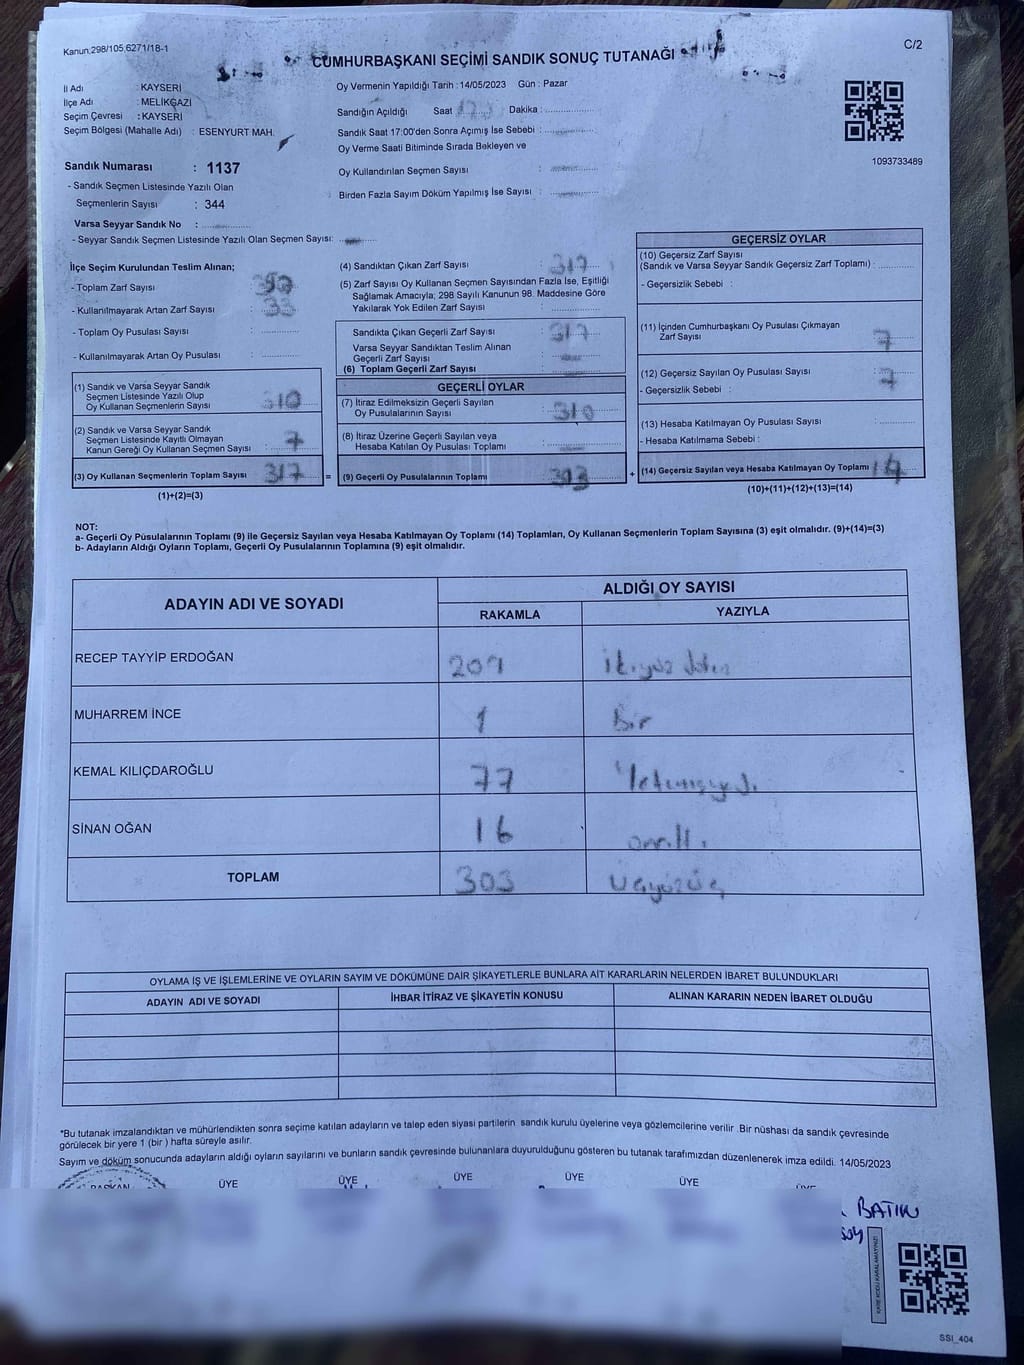 Kanun.298/105,6271/18-1
C/2
CUMHURBAŞKANI SEÇİMİ SANDIK SONUÇ TUTANAĞI
İl Adı : KAYSERİ
İlçe Adı : MELİKGAZİ
Seçim Çevresi : KAYSERİ
Seçim Bölgesi (Mahalle Adı) : ESENYURT MAH.
Sandık Numarası : 1137
- Sandık Seçmen Listesinde Yazılı Olan
Seçmenlerin Sayısı : 344
Varsa Seyyar Sandık No :
- Seyyar Sandık Seçmen Listesinde Yazılı Olan Seçmen Sayısı:
Oy Vermenin Yapıldığı Tarih : 14/05/2023 Gün : Pazar
Sandığın Açıldığı Saat Dakika :
Sandık Saat 17:00'den Sonra Açımış İse Sebebi :
Oy Verme Saati Bitiminde Sırada Bekleyen ve
Oy Kullandırılan Seçmen Sayısı :
Birden Fazla Sayım Döküm Yapılmış İse Sayısı :
1093733489
İlçe Seçim Kurulundan Teslim Alınan;
- Toplam Zarf Sayısı :
- Kullanılmayarak Artan Zarf Sayısı : 33
- Toplam Oy Pusulası Sayısı :
- Kullanılmayarak Artan Oy Pusulası :
(1) Sandık ve Varsa Seyyar Sandık
Seçmen Listesinde Yazılı Olup
Oy Kullanan Seçmenlerin Sayısı : 310
(2) Sandık ve Varsa Seyyar Sandık
Seçmen Listesinde Kayıtlı Olmayan
Kanun Gereği Oy Kullanan Seçmen Sayısı : 7
(3) Oy Kullanan Seçmenlerin Toplam Sayısı 317 =
(1)+(2)=(3)
(4) Sandıktan Çıkan Zarf Sayısı : 317
(5) Zarf Sayısı Oy Kullanan Seçmen Sayısından Fazla İse, Eşitliği
Sağlamak Amacıyla; 298 Sayılı Kanunun 98. Maddesine Göre
Yakılarak Yok Edilen Zarf Sayısı :
Sandıkta Çıkan Geçerli Zarf Sayısı : 317
Varsa Seyyar Sandıktan Teslim Alınan
Geçerli Zarf Sayısı :
(6) Toplam Geçerli Zarf Sayısı :
GEÇERLİ OYLAR
(7) İtiraz Edilmeksizin Geçerli Sayılan
Oy Pusulalarının Sayısı : 310
(8) İtiraz Üzerine Geçerli Sayılan veya
Hesaba Katılan Oy Pusulası Toplamı :
(9) Geçerli Oy Pusulalarının Toplamı : 303 +
GEÇERSİZ OYLAR
(10) Geçersiz Zarf Sayısı
(Sandık ve Varsa Seyyar Sandık Geçersiz Zarf Toplamı) :
- Geçersizlik Sebebi :
(11) İçinden Cumhurbaşkanı Oy Pusulası Çıkmayan
Zarf Sayısı : 7
(12) Geçersiz Sayılan Oy Pusulası Sayısı : 7
- Geçersizlik Sebebi :
(13) Hesaba Katılmayan Oy Pusulası Sayısı :
- Hesaba Katılmama Sebebi :
(14) Geçersiz Sayılan veya Hesaba Katılmayan Oy Toplamı : 14
(10)+(11)+(12)+(13)=(14)
NOT:
a- Geçerli Oy Pusulalarının Toplamı (9) ile Geçersiz Sayılan veya Hesaba Katılmayan Oy Toplamı (14) Toplamları, Oy Kullanan Seçmenlerin Toplam Sayısına (3) eşit olmalıdır. (9)+(14)=(3)
b- Adayların Aldığı Oyların Toplamı, Geçerli Oy Pusulalarının Toplamına (9) eşit olmalıdır.
ADAYIN ADI VE SOYADI
ALDIĞI OY SAYISI
RAKAMLA YAZIYLA
RECEP TAYYİP ERDOĞAN 209
MUHARREM İNCE 1 Bir
KEMAL KILIÇDAROĞLU 77
SİNAN OĞAN 16
TOPLAM 303 Üçyüzüç
OYLAMA İŞ VE İŞLEMLERİNE VE OYLARIN SAYIM VE DÖKÜMÜNE DAİR ŞİKAYETLERLE BUNLARA AİT KARARLARIN NELERDEN İBARET BULUNDUKLARI
ADAYIN ADI VE SOYADI İHBAR İTİRAZ VE ŞİKAYETİN KONUSU ALINAN KARARIN NEDEN İBARET OLDUĞU
*Bu tutanak imzalandıktan ve mühürlendikten sonra seçime katılan adayların ve talep eden siyasi partilerin sandık kurulu üyelerine veya gözlemcilerine verilir .Bir nüshası da sandık çevresinde
görülecek bir yere 1 (bir ) hafta süreyle asılır.
Sayım ve döküm sonucunda adayların aldığı oyların sayılarını ve bunların sandık çevresinde bulunanlara duyurulduğunu gösteren bu tutanak tarafımızdan düzenlenerek imza edildi. 14/05/2023
BAŞKAN ÜYE ÜYE ÜYE ÜYE ÜYE ÜYE
BATIN
KARE KODU KARALAMAYINIZ!
SSI_404